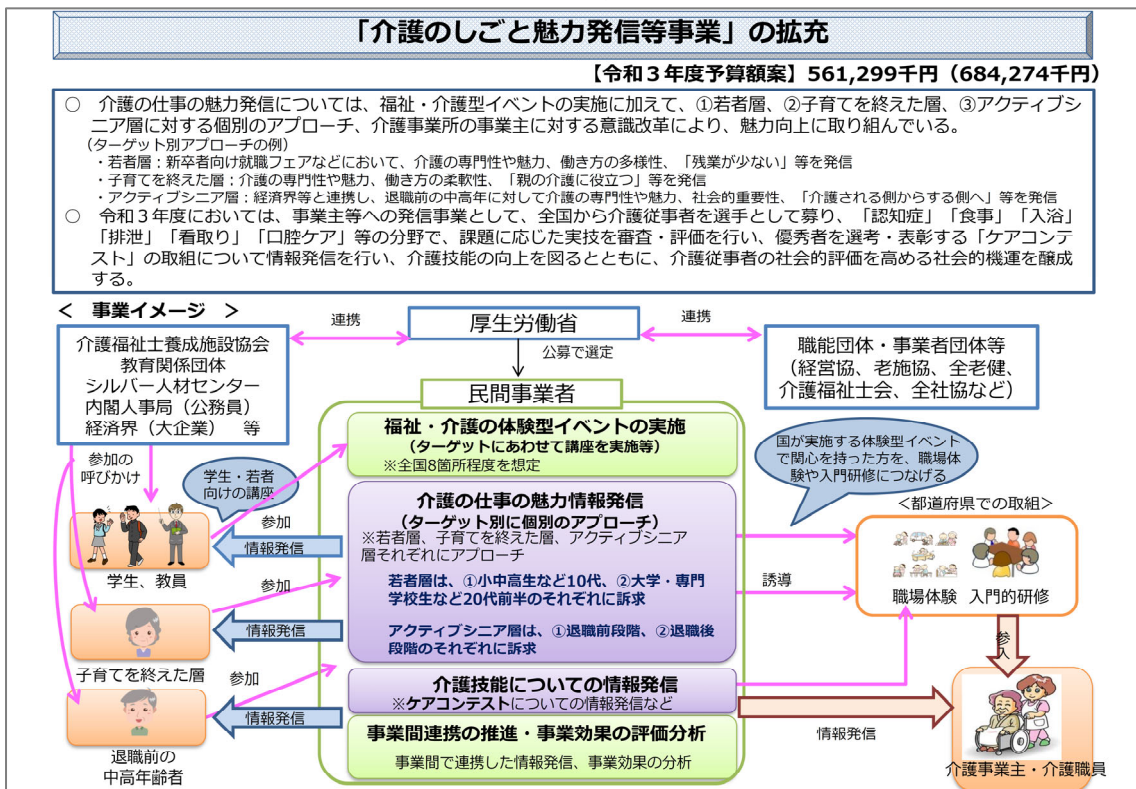 「介護のしごと魅力発信等事業」の拡充
【令和３年度予算額案】561,299千円（684,274千円）
○　介護の仕事の魅力発信については、福祉・介護型イベントの実施に加えて、①若者層、②子育てを終えた層、③アクティブシ
ニア層に対する個別のアプローチ、介護事業所の事業主に対する意識改革により、魅力向上に取り組んでいる。
（ターゲット別アプローチの例）
・若者層：新卒者向け就職フェアなどにおいて、介護の専門性や魅力、働き方の多様性、「残業が少ない」等を発信
・子育てを終えた層：介護の専門性や魅力、働き方の柔軟性、「親の介護に役立つ」等を発信
・アクティブシニア層：経済界等と連携し、退職前の中高年に対して介護の専門性や魅力、社会的重要性、「介護される側からする側へ」等を発信
○　令和３年度においては、事業主等への発信事業として、全国から介護従事者を選手として募り、「認知症」「食事」「入浴」
「排泄」「看取り」「口腔ケア」等の分野で、課題に応じた実技を審査・評価を行い、優秀者を選考・表彰する「ケアコンテ
スト」の取組について情報発信を行い、介護技能の向上を図るとともに、介護従事者の社会的評価を高める社会的機運を醸成
する。
＜　事業イメージ　＞
介護福祉士養成施設協会
教育関係団体
シルバー人材センター
内閣人事局（公務員）
経済界（大企業）　等
連携
厚生労働省
連携
公募で選定
職能団体・事業者団体等
（経営協、老施協、全老健、
介護福祉士会、全社協など）
民間事業者
福祉・介護の体験型イベントの実施
（ターゲットにあわせて講座を実施等）
※全国8箇所程度を想定
介護の仕事の魅力情報発信
（ターゲット別に個別のアプローチ）
※若者層、子育てを終えた層、アクティブシニア
層それぞれにアプローチ
若者層は、①小中高生など10代、②大学・専門
学校生など20代前半のそれぞれに訴求
アクティブシニア層は、①退職前段階、②退職後
段階のそれぞれに訴求
介護技能についての情報発信
※ケアコンテストについての情報発信など
事業間連携の推進・事業効果の評価分析
事業間で連携した情報発信、事業効果の分析
参加の
呼びかけ
学生・若者
向けの講座
参加
情報発信
学生、教員
参加
情報発信
子育てを終えた層
参加
情報発信
退職前の
中高年齢者
国が実施する体験型イベント
で関心を持った方を、職場体
験や入門研修につなげる
＜都道府県での取組＞
誘導
職場体験　入門的研修
参入
情報発信
介護事業主・介護職員